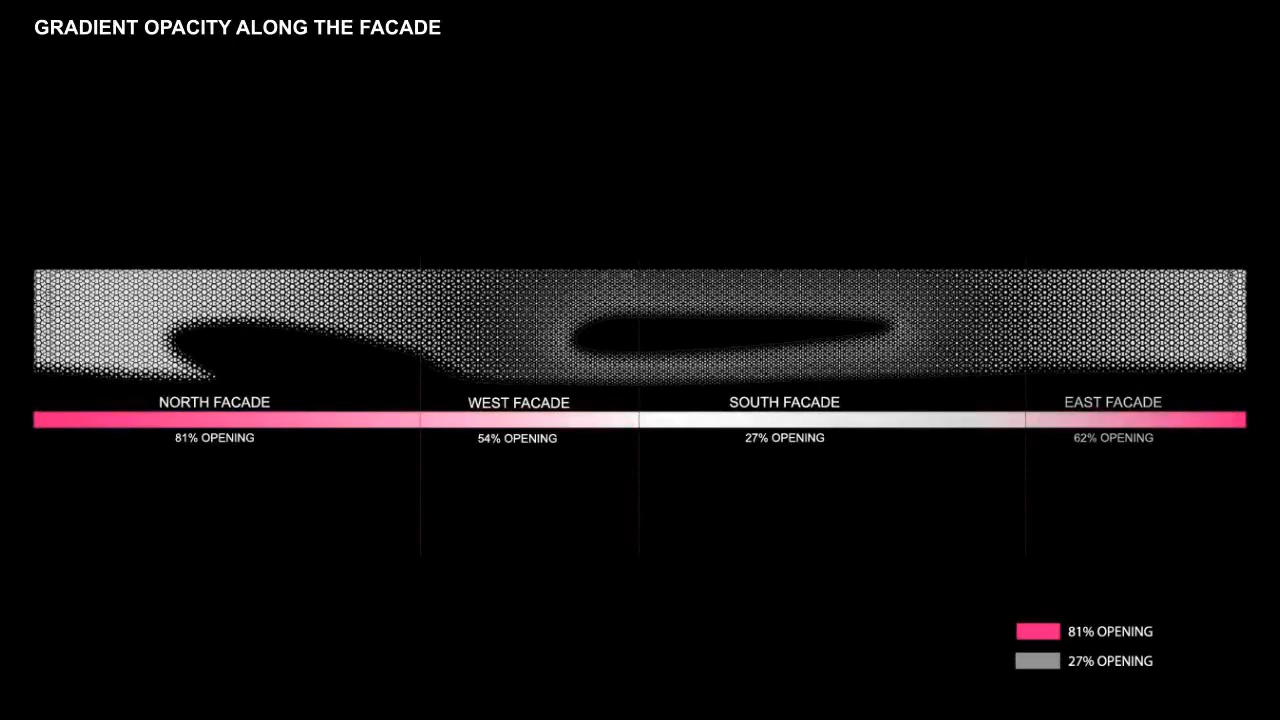 GRADIENT OPACITY ALONG THE FACADE
NORTH FACADE
WEST FACADE
SOUTH FACADE
EAST FACADE
81% OPENING
54% OPENING
27% OPENING
62% OPENING
81% OPENING
27% OPENING